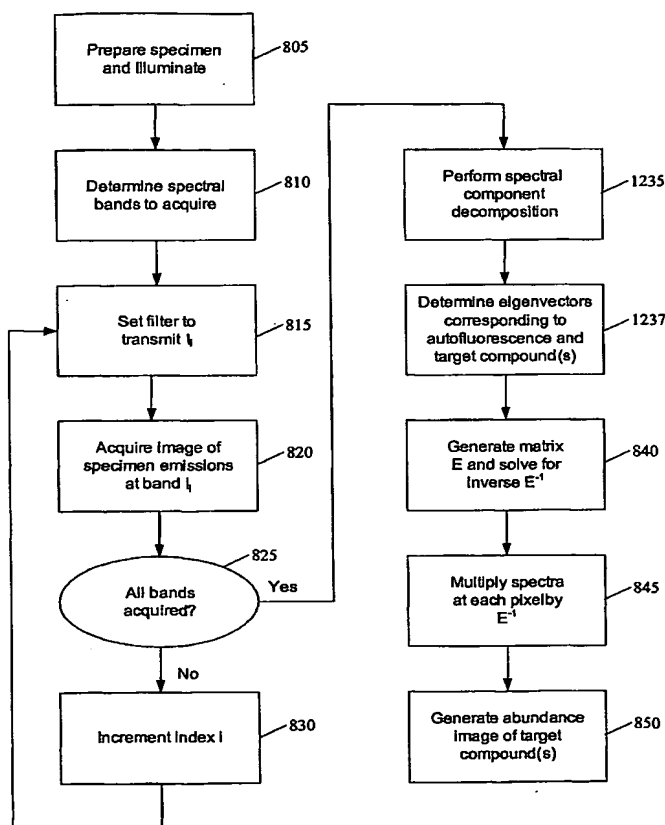 Prepare specimen
and Illuminate
805
Determine spectral
bands to acquire
810
Set filter to
transmit li
815
Acquire image of
specimen emissions
at band li
820
825
All bands
acquired?
Yes
No
Increment Index i
830
Perform spectral
component
decomposition
1235
Determine eigenvectors
corresponding to
autofluorescence and
target compound(s)
1237
Generate matrix
E and solve for
Inverse E-1
840
Multiply spectra
at each pixelby
E-1
845
Generate abundance
image of target
compound(s)
850